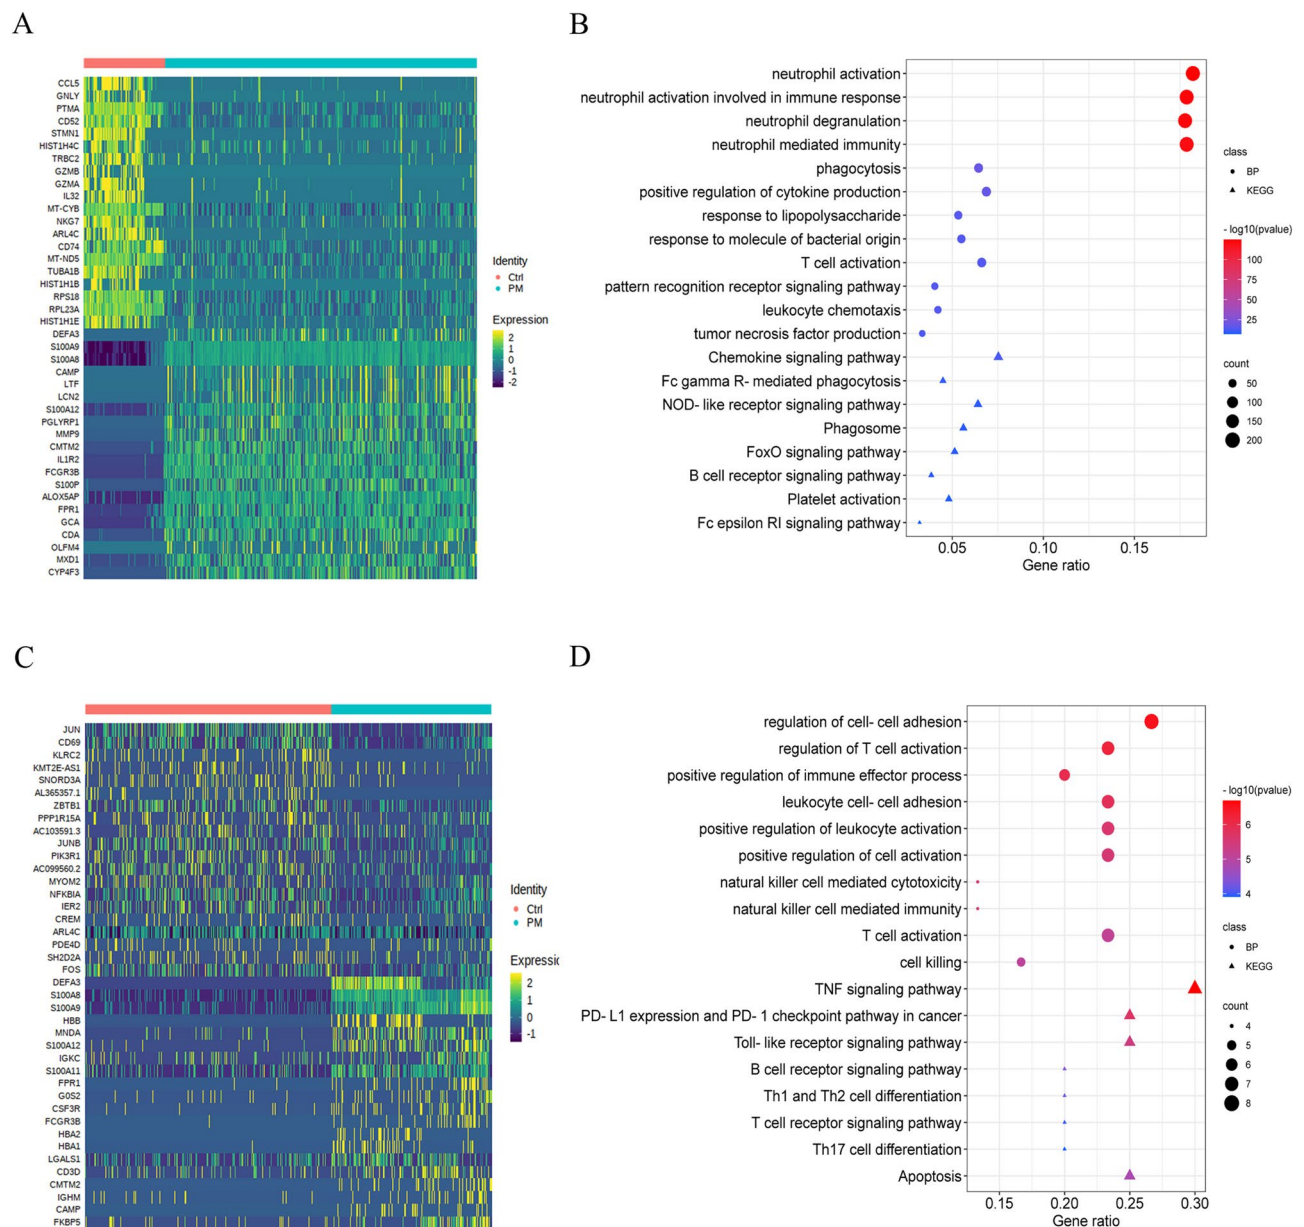 A
CCL5
GNLY
PTMA
CD52
STMN1
HIST1H4C
TRBC2
GZMB
GZMA
IL32
MT-CYB
NKG7
ARL4C
CD74
MT-ND5
TUBA1B
HIST1H1B
RPS18
RPL23A
HIST1H1E
DEFA3
S100A9
S100A8
CAMP
LTF
LCN2
S100A12
PGLYRP1
MMP9
CMTM2
IL1R2
FCGR3B
S100P
ALOX5AP
FPR1
GCA
CDA
OLFM4
MXD1
CYP4F3
Identity
Ctrl
PM
Expression
2
1
0
-1
-2
B
neutrophil activation
neutrophil activation involved in immune response
neutrophil degranulation
neutrophil mediated immunity
phagocytosis
positive regulation of cytokine production
response to lipopolysaccharide
response to molecule of bacterial origin
T cell activation
pattern recognition receptor signaling pathway
leukocyte chemotaxis
tumor necrosis factor production
Chemokine signaling pathway
Fc gamma R- mediated phagocytosis
NOD- like receptor signaling pathway
Phagosome
FoxO signaling pathway
B cell receptor signaling pathway
Platelet activation
Fc epsilon RI signaling pathway
0.05 0.10 0.15
Gene ratio
class
BP
KEGG
- log10(pvalue)
100
75
50
25
count
50
100
150
200
C
JUN
CD69
KLRC2
KMT2E-AS1
SNORD3A
AL365357.1
ZBTB1
PPP1R15A
AC103591.3
JUNB
PIK3R1
AC099560.2
MYOM2
NFKBIA
IER2
CREM
ARL4C
PDE4D
SH2D2A
FOS
DEFA3
S100A8
S100A9
HBB
MNDA
S100A12
IGKC
S100A11
FPR1
G0S2
CSF3R
FCGR3B
HBA2
HBA1
LGALS1
CD3D
CMTM2
IGHM
CAMP
FKBP5
Identity
Ctrl
PM
Expressic
2
1
0
-1
D
regulation of cell- cell adhesion
regulation of T cell activation
positive regulation of immune effector process
leukocyte cell- cell adhesion
positive regulation of leukocyte activation
positive regulation of cell activation
natural killer cell mediated cytotoxicity
natural killer cell mediated immunity
T cell activation
cell killing
TNF signaling pathway
PD- L1 expression and PD- 1 checkpoint pathway in cancer
Toll- like receptor signaling pathway
B cell receptor signaling pathway
Th1 and Th2 cell differentiation
T cell receptor signaling pathway
Th17 cell differentiation
Apoptosis
0.15 0.20 0.25 0.30
Gene ratio
- log10(pvalue)
6
5
4
class
BP
KEGG
count
4
5
6
7
8